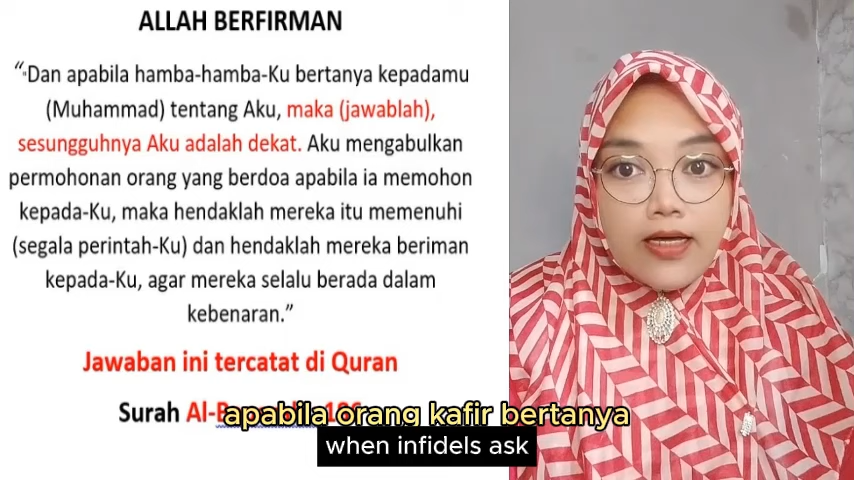 ALLAH BERFIRMAN
“"Dan apabila hamba-hamba-Ku bertanya kepadamu
(Muhammad) tentang Aku, maka (jawablah),
sesungguhnya Aku adalah dekat. Aku mengabulkan
permohonan orang yang berdoa apabila ia memohon
kepada-Ku, maka hendaklah mereka itu memenuhi
(segala perintah-Ku) dan hendaklah mereka beriman
kepada-Ku, agar mereka selalu berada dalam
kebenaran.”
Jawaban ini tercatat di Quran
Surah
apabila orang kafir bertanya
when infidels ask